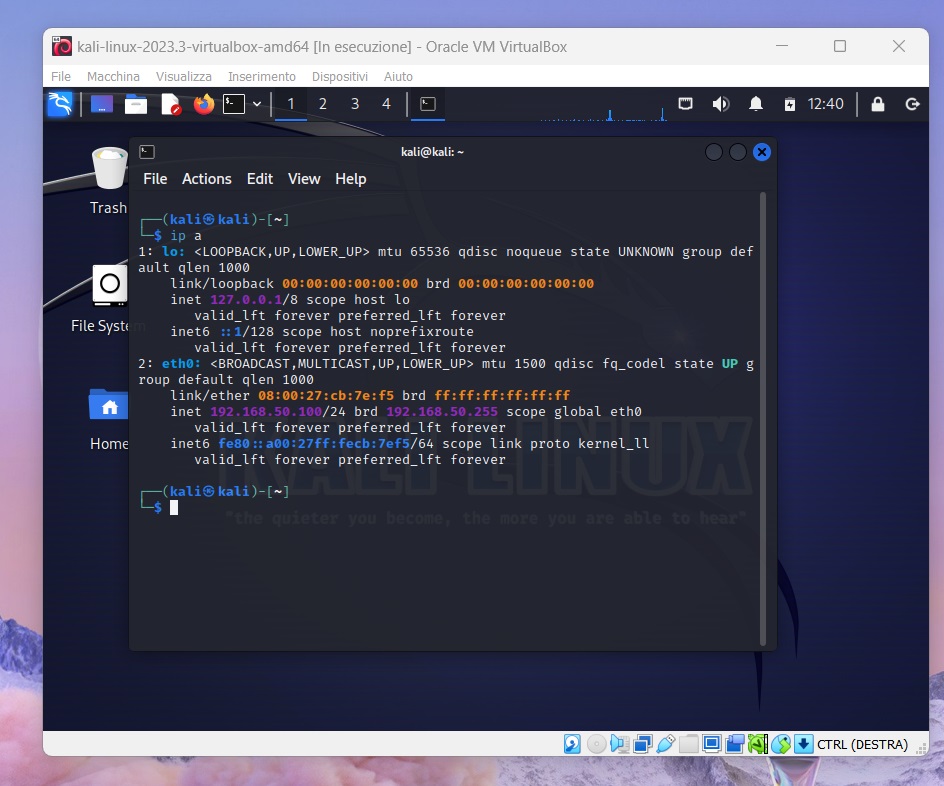 kali-linux-2023.3-virtualbox-amd64 [In esecuzione] - Oracle VM VirtualBox
File Macchina Visualizza Inserimento Dispositivi Aiuto
1 2 3 4 12:40
kali@kali: ~
File Actions Edit View Help
Trash
File System
Home
┌──(kali㉿kali)-[~]
└─$ ip a
1: lo: <LOOPBACK,UP,LOWER_UP> mtu 65536 qdisc noqueue state UNKNOWN group def
ault qlen 1000
link/loopback 00:00:00:00:00:00 brd 00:00:00:00:00:00
inet 127.0.0.1/8 scope host lo
valid_lft forever preferred_lft forever
inet6 ::1/128 scope host noprefixroute
valid_lft forever preferred_lft forever
2: eth0: <BROADCAST,MULTICAST,UP,LOWER_UP> mtu 1500 qdisc fq_codel state UP g
roup default qlen 1000
link/ether 08:00:27:cb:7e:f5 brd ff:ff:ff:ff:ff:ff
inet 192.168.50.100/24 brd 192.168.50.255 scope global eth0
valid_lft forever preferred_lft forever
inet6 fe80::a00:27ff:fecb:7ef5/64 scope link proto kernel_ll
valid_lft forever preferred_lft forever
┌──(kali㉿kali)-[~]
└─$
KALI LINUX
"the quieter you become, the more you are able to hear"
CTRL (DESTRA)